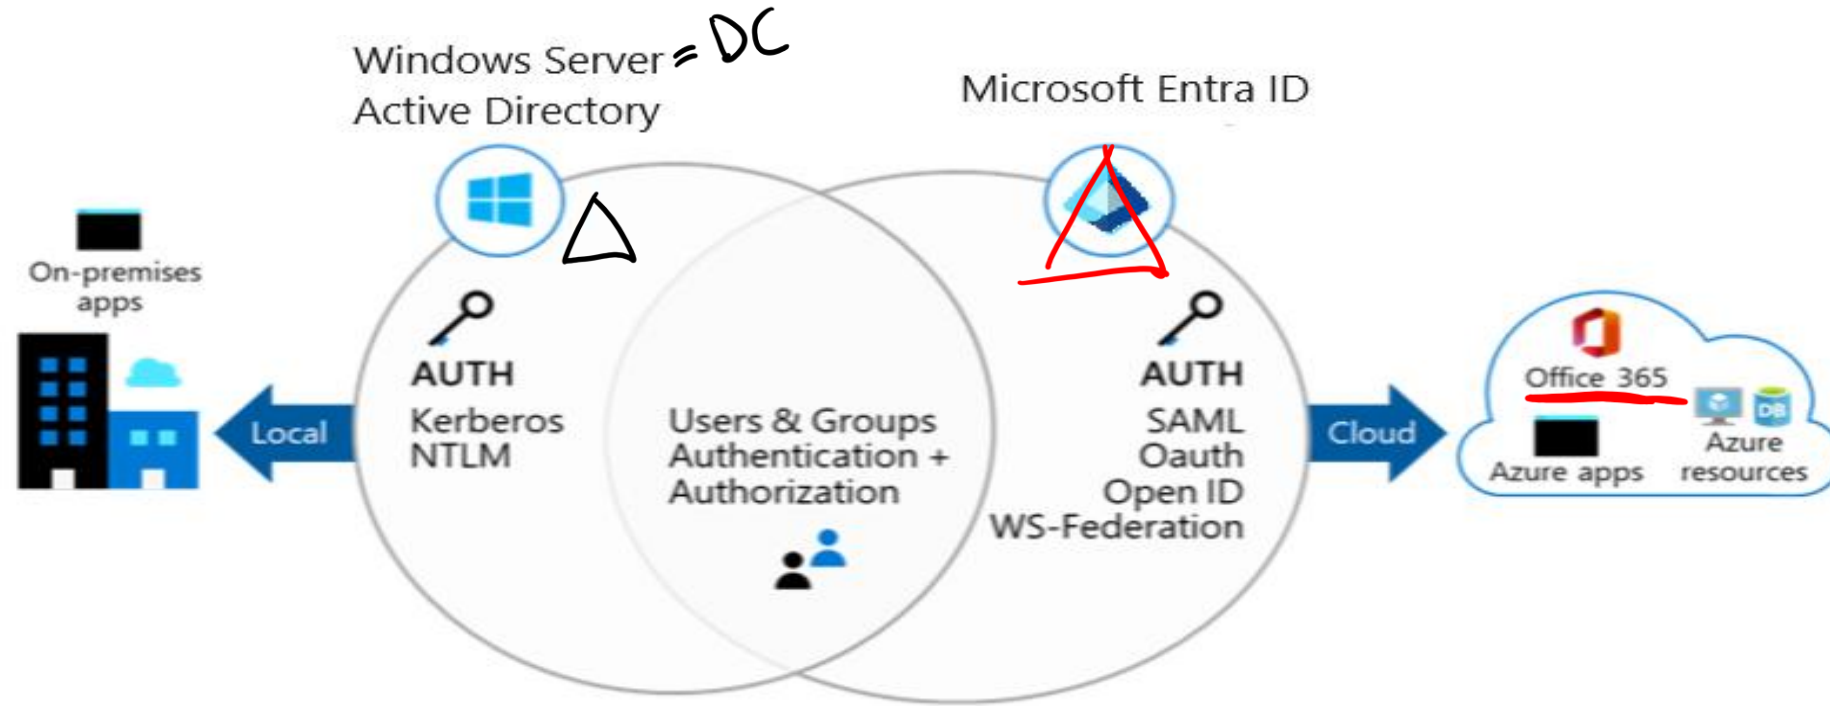 Windows Server = DC
Active Directory
Microsoft Entra ID
On-premises
apps
Local
AUTH
Kerberos
NTLM
Users & Groups
Authentication +
Authorization
AUTH
SAML
Oauth
Open ID
WS-Federation
Cloud
Office 365
Azure apps
DB
Azure
resources